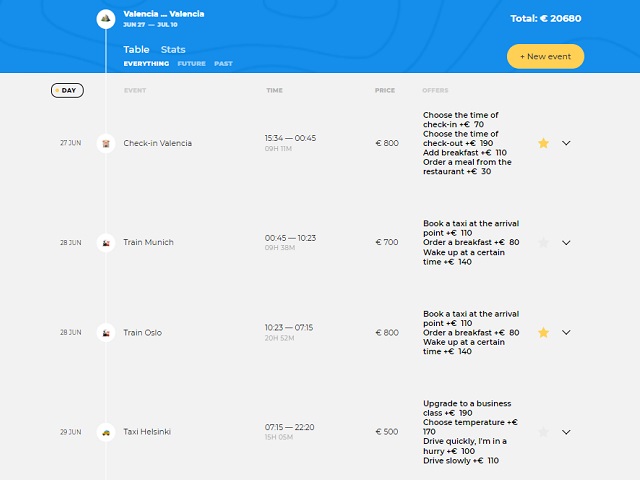 Valencia ... Valencia
JUN 27 — JUL 10
Total: € 20680
Table Stats
EVERYTHING FUTURE PAST
+ New event
DAY EVENT TIME PRICE OFFERS
27 JUN
Check-in Valencia
15:34 — 00:45
09H 11M
€ 800
Choose the time of
check-in +€ 70
Choose the time of
check-out +€ 190
Add breakfast +€ 110
Order a meal from the
restaurant +€ 30
28 JUN
Train Munich
00:45 — 10:23
09H 38M
€ 700
Book a taxi at the arrival
point +€ 110
Order a breakfast +€ 80
Wake up at a certain
time +€ 140
28 JUN
Train Oslo
10:23 — 07:15
20H 52M
€ 800
Book a taxi at the arrival
point +€ 110
Order a breakfast +€ 80
Wake up at a certain
time +€ 140
29 JUN
Taxi Helsinki
07:15 — 22:20
15H 05M
€ 500
Upgrade to a business
class +€ 190
Choose temperature +€
170
Drive quickly, I'm in a
hurry +€ 100
Drive slowly +€ 110